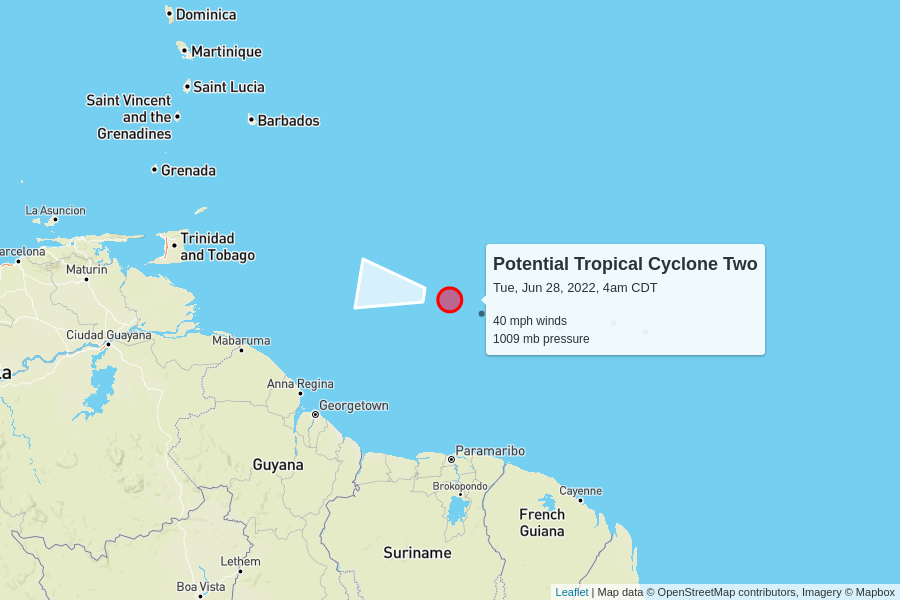 Dominica
Martinique
Saint Lucia
Saint Vincent
and the
Grenadines
Barbados
Grenada
La Asuncion
Trinidad
and Tobago
arcelona
Maturin
Potential Tropical Cyclone Two
Tue, Jun 28, 2022, 4am CDT
40 mph winds
1009 mb pressure
Ciudad Guayana
Mabaruma
la
Anna Regina
Georgetown
Paramaribo
Guyana
Brokopondo
Cayenne
French
Guiana
Suriname
Lethem
Boa Vista
Leaflet | Map data © OpenStreetMap contributors, Imagery © Mapbox